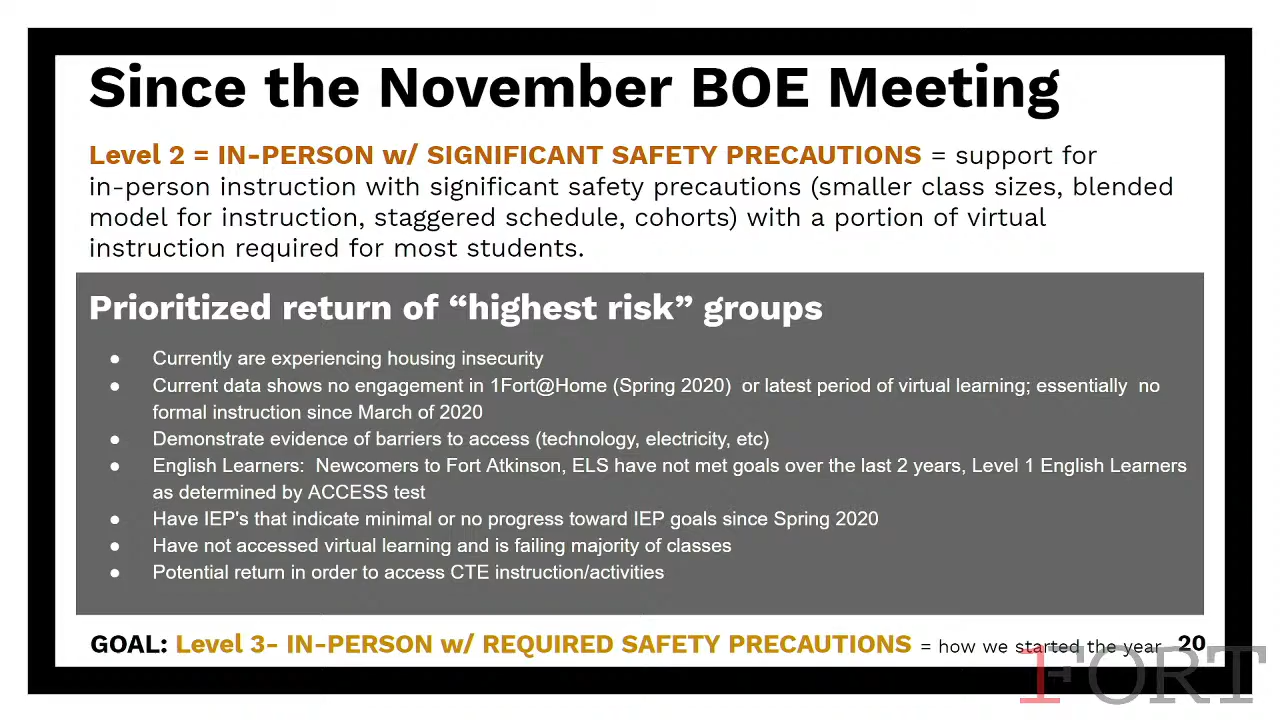 Since the November BOE Meeting
Level 2 = IN-PERSON w/ SIGNIFICANT SAFETY PRECAUTIONS = support for
in-person instruction with significant safety precautions (smaller class sizes, blended
model for instruction, staggered schedule, cohorts) with a portion of virtual
instruction required for most students.
Prioritized return of “highest risk” groups
● Currently are experiencing housing insecurity
● Current data shows no engagement in 1Fort@Home (Spring 2020) or latest period of virtual learning; essentially no
formal instruction since March of 2020
● Demonstrate evidence of barriers to access (technology, electricity, etc)
● English Learners: Newcomers to Fort Atkinson, ELS have not met goals over the last 2 years, Level 1 English Learners
as determined by ACCESS test
● Have IEP's that indicate minimal or no progress toward IEP goals since Spring 2020
● Have not accessed virtual learning and is failing majority of classes
● Potential return in order to access CTE instruction/activities
GOAL: Level 3- IN-PERSON w/ REQUIRED SAFETY PRECAUTIONS = how we started the year 20
1FORT